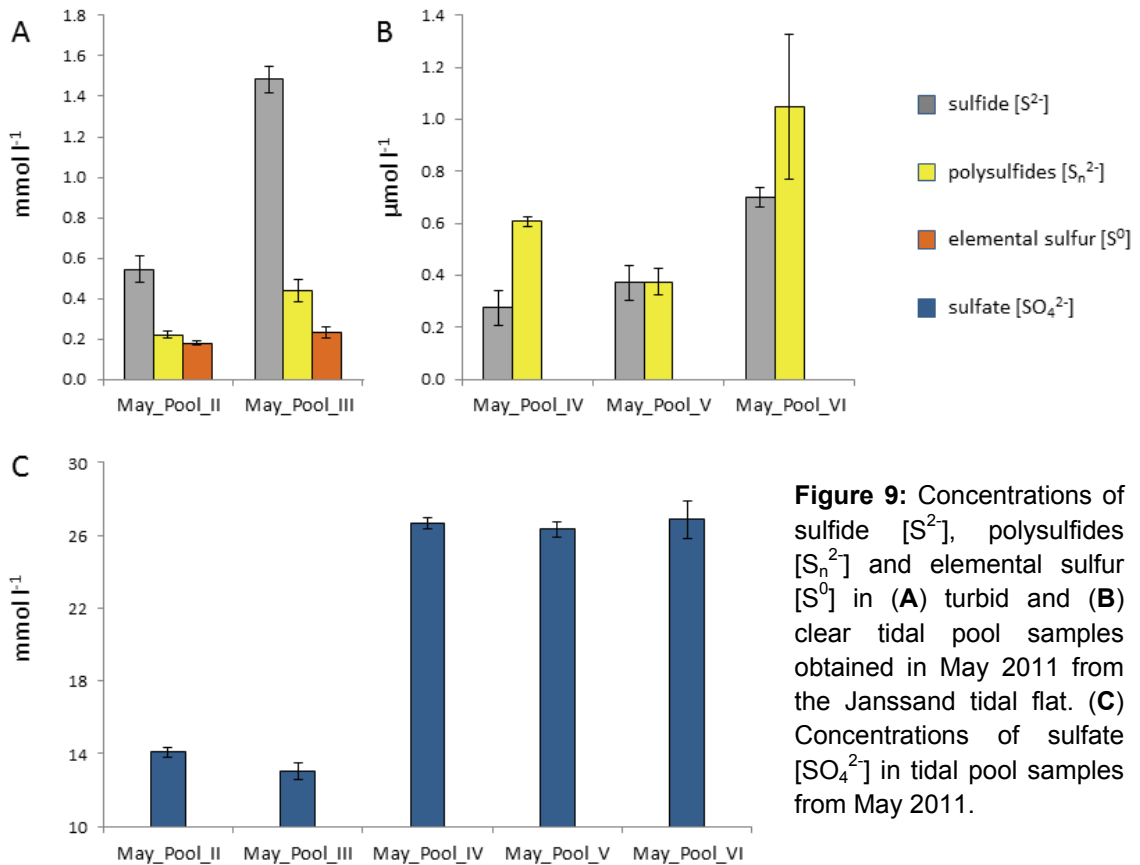 A
mmol l⁻¹
1.8
1.6
1.4
1.2
1.0
0.8
0.6
0.4
0.2
0.0
May_Pool_II May_Pool_III
B
µmol l⁻¹
1.4
1.2
1.0
0.8
0.6
0.4
0.2
0.0
May_Pool_IV May_Pool_V May_Pool_VI
sulfide [S²⁻]
polysulfides [Sₙ²⁻]
elemental sulfur [S⁰]
sulfate [SO₄²⁻]
C
mmol l⁻¹
30
26
22
18
14
10
May_Pool_II May_Pool_III May_Pool_IV May_Pool_V May_Pool_VI
Figure 9: Concentrations of
sulfide [S²⁻], polysulfides
[Sₙ²⁻] and elemental sulfur
[S⁰] in (A) turbid and (B)
clear tidal pool samples
obtained in May 2011 from
the Janssand tidal flat. (C)
Concentrations of sulfate
[SO₄²⁻] in tidal pool samples
from May 2011.